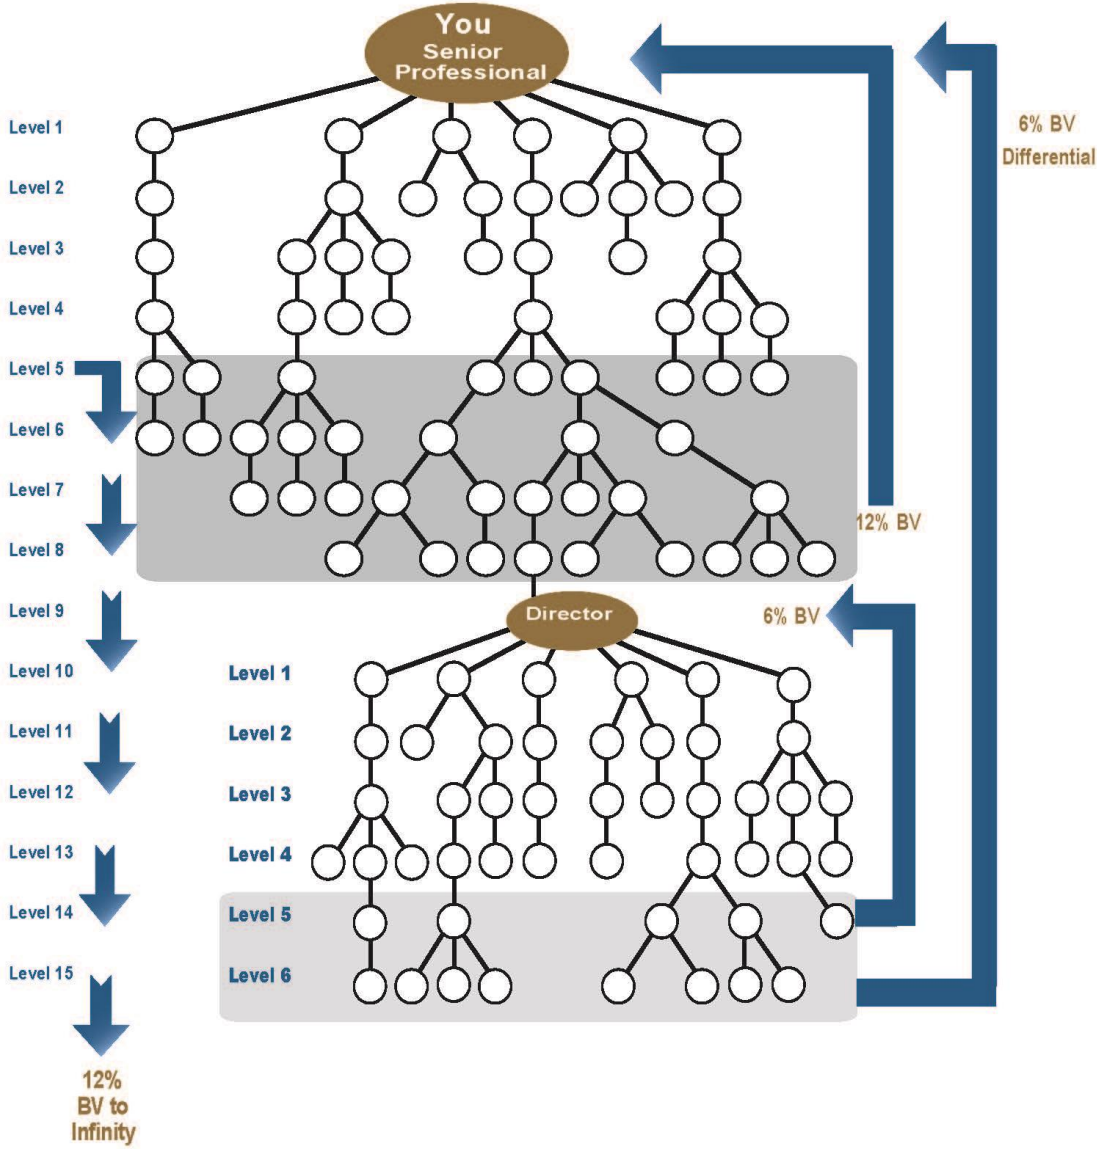 You
Senior
Professional
6% BV
Differential
Level 1
Level 2
Level 3
Level 4
Level 5
Level 6
Level 7
12% BV
Level 8
Level 9
Director
6% BV
Level 10
Level 1
Level 11
Level 2
Level 12
Level 3
Level 13
Level 4
Level 14
Level 5
Level 15
Level 6
12%
BV to
Infinity